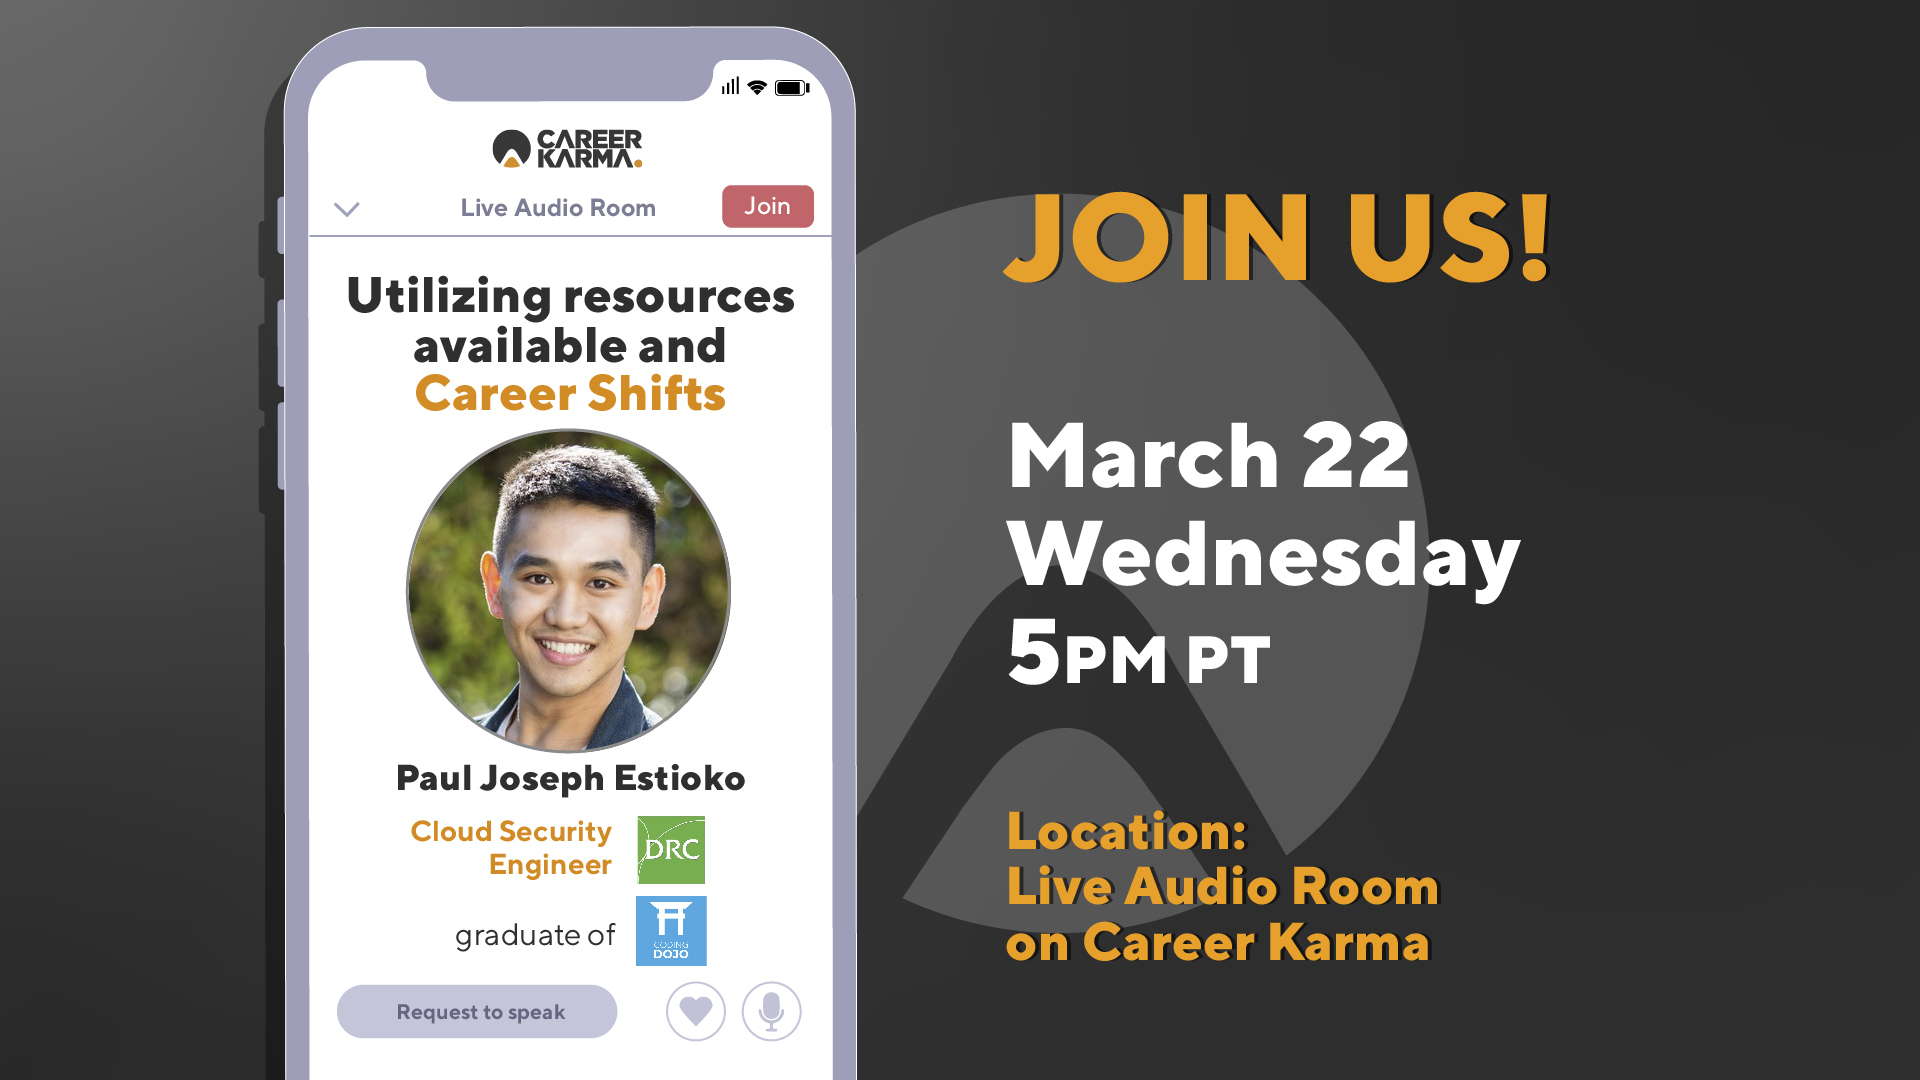 CAREER
KARMA.
Live Audio Room
Join
Utilizing resources
available and
Career Shifts
Paul Joseph Estioko
Cloud Security
Engineer
DRC
graduate of
CODING
DOJO
Request to speak
JOIN US!
March 22
Wednesday
5PM PT
Location:
Live Audio Room
on Career Karma